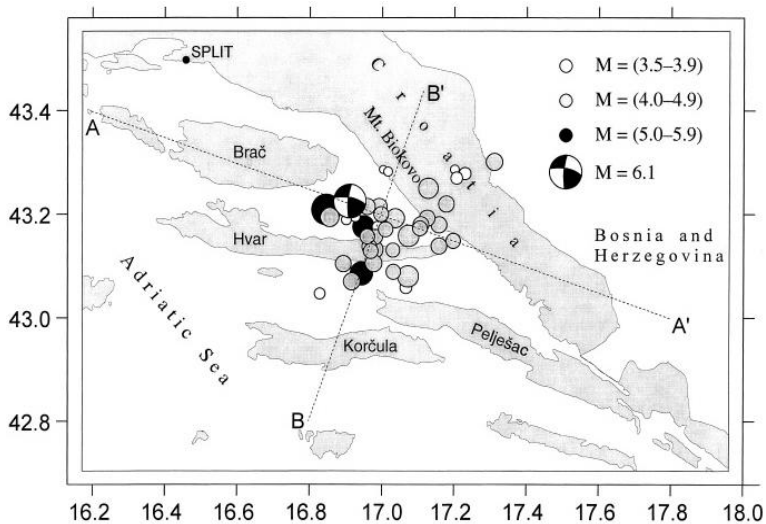 SPLIT
Croatia
Mt. Biokovo
B'
A
Brač
Hvar
Adriatic Sea
Korčula
Pelješac
B
A'
Bosnia and
Herzegovina
M = (3.5–3.9)
M = (4.0–4.9)
M = (5.0–5.9)
M = 6.1
43.4
43.2
43.0
42.8
16.2 16.4 16.6 16.8 17.0 17.2 17.4 17.6 17.8 18.0